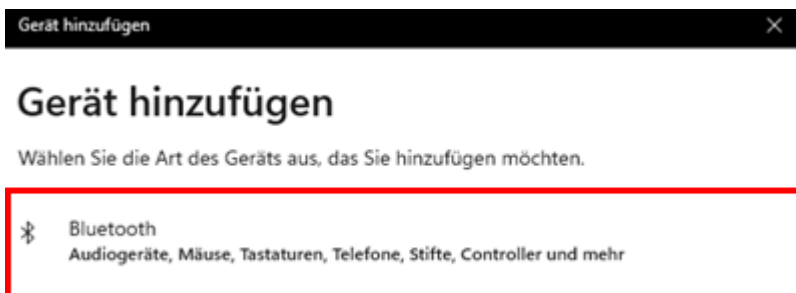 Gerät hinzufügen
Gerät hinzufügen
Wählen Sie die Art des Geräts aus, das Sie hinzufügen möchten.
Bluetooth
Audiogeräte, Mäuse, Tastaturen, Telefone, Stifte, Controller und mehr